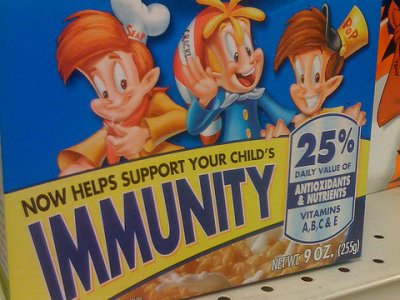 SNAP
CRACKL
POP
NOW HELPS SUPPORT YOUR CHILD'S
IMMUNITY
25%
DAILY VALUE OF
ANTIOXIDANTS
& NUTRIENTS
VITAMINS
A,B,C & E
NET WT. 9 OZ. (255g)